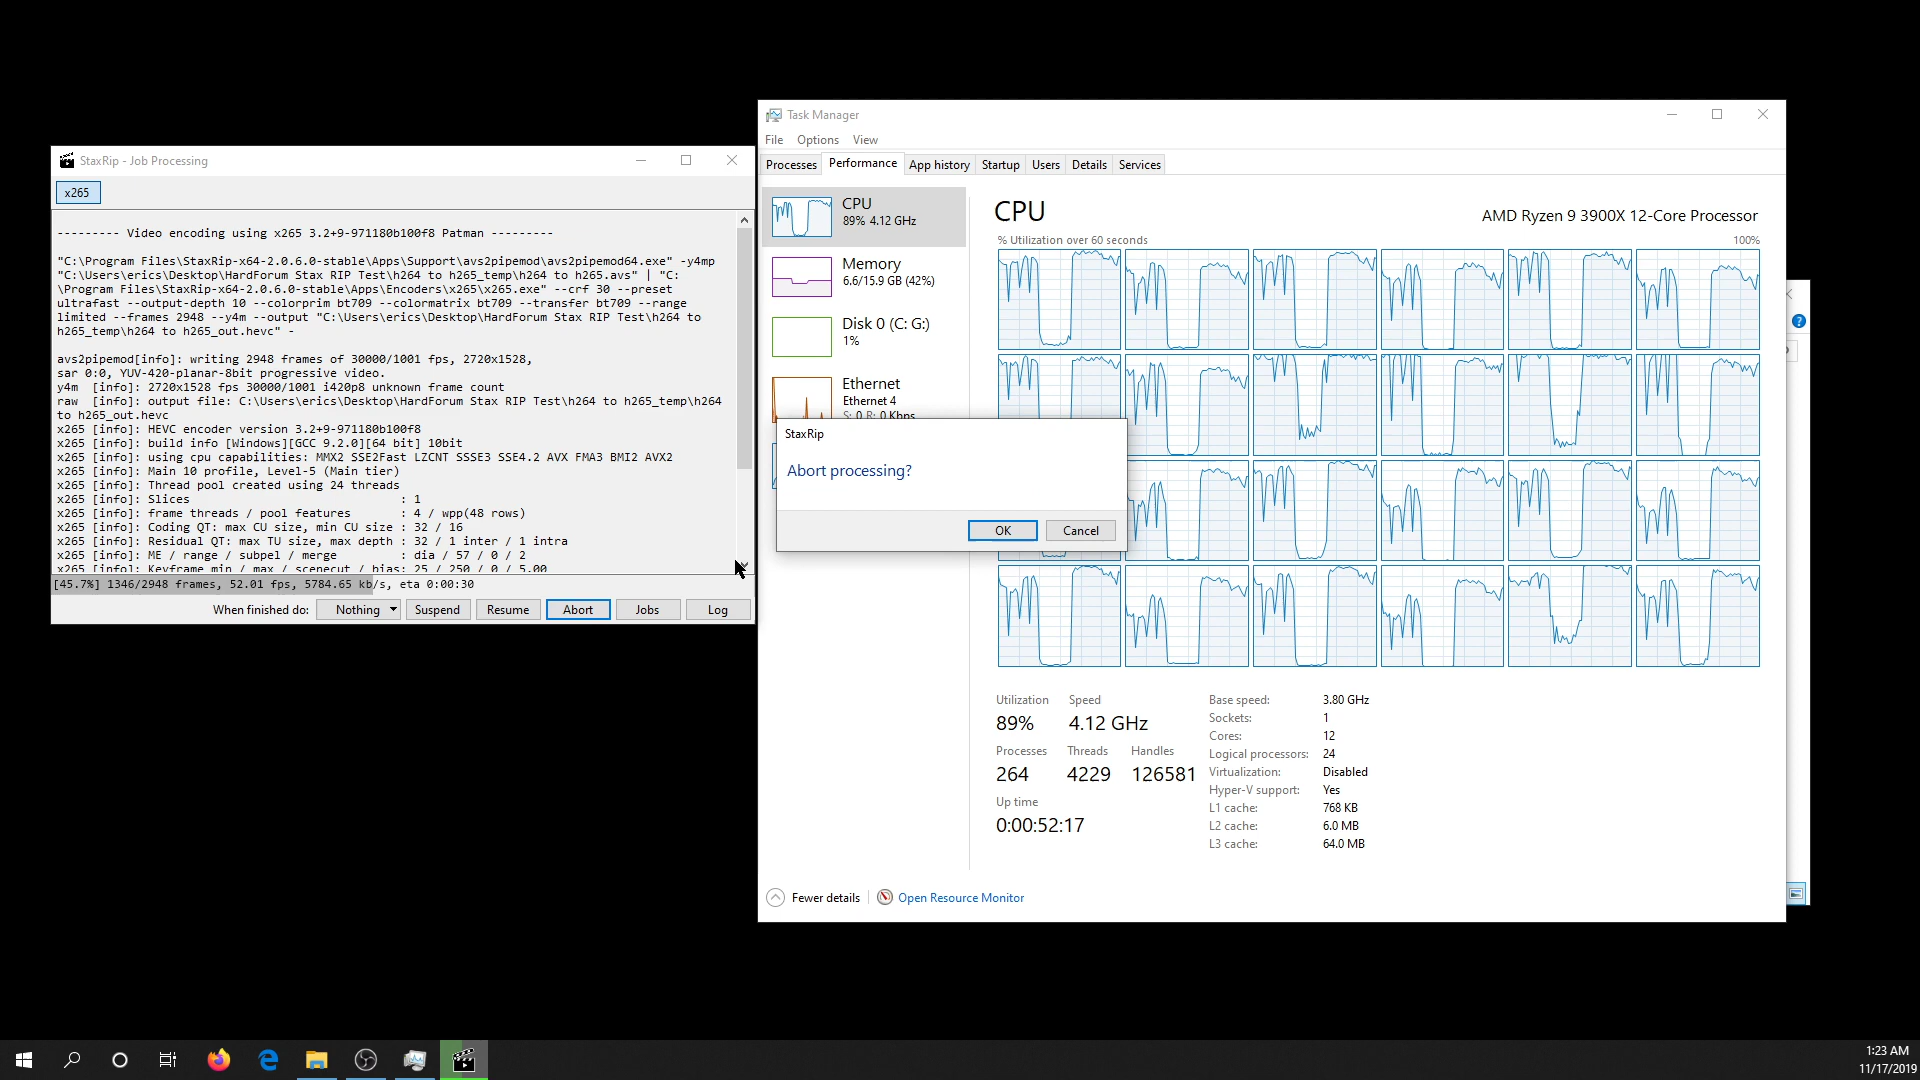 StaxRip - Job Processing
x265
--------- Video encoding using x265 3.2+9-971180b100f8 Patman ---------
"C:\Program Files\StaxRip-x64-2.0.6.0-stable\Apps\Support\avs2pipemod\avs2pipemod64.exe" -y4mp
"C:\Users\erics\Desktop\HardForum Stax RIP Test\h264 to h265_temp\h264 to h265.avs" | "C:
\Program Files\StaxRip-x64-2.0.6.0-stable\Apps\Encoders\x265\x265.exe" --crf 30 --preset
ultrafast --output-depth 10 --colorprim bt709 --colormatrix bt709 --transfer bt709 --range
limited --frames 2948 --y4m --output "C:\Users\erics\Desktop\HardForum Stax RIP Test\h264 to
h265_temp\h264 to h265_out.hevc" -
avs2pipemod[info]: writing 2948 frames of 30000/1001 fps, 2720x1528,
sar 0:0, YUV-420-planar-8bit progressive video.
y4m  [info]: 2720x1528 fps 30000/1001 i420p8 unknown frame count
raw  [info]: output file: C:\Users\erics\Desktop\HardForum Stax RIP Test\h264 to h265_temp\h264
to h265_out.hevc
x265 [info]: HEVC encoder version 3.2+9-971180b100f8
x265 [info]: build info [Windows][GCC 9.2.0][64 bit] 10bit
x265 [info]: using cpu capabilities: MMX2 SSE2Fast LZCNT SSSE3 SSE4.2 AVX FMA3 BMI2 AVX2
x265 [info]: Main 10 profile, Level-5 (Main tier)
x265 [info]: Thread pool created using 24 threads
x265 [info]: Slices                              : 1
x265 [info]: frame threads / pool features       : 4 / wpp(48 rows)
x265 [info]: Coding QT: max CU size, min CU size : 32 / 16
x265 [info]: Residual QT: max TU size, max depth : 32 / 1 inter / 1 intra
x265 [info]: ME / range / subpel / merge         : dia / 57 / 0 / 2
x265 [info]: Keyframe min / max / scenecut / bias: 25 / 250 / 0 / 5.00
[45.7%] 1346/2948 frames, 52.01 fps, 5784.65 kb/s, eta 0:00:30
When finished do: Nothing Suspend Resume Abort Jobs Log
Task Manager
File Options View
Processes Performance App history Startup Users Details Services
CPU
89% 4.12 GHz
Memory
6.6/15.9 GB (42%)
Disk 0 (C: G:)
1%
Ethernet
Ethernet 4
S: 0 R: 0 Kbps
CPU
AMD Ryzen 9 3900X 12-Core Processor
% Utilization over 60 seconds 100%
StaxRip
Abort processing?
OK Cancel
Utilization Speed
89% 4.12 GHz
Processes Threads Handles
264 4229 126581
Up time
0:00:52:17
Base speed: 3.80 GHz
Sockets: 1
Cores: 12
Logical processors: 24
Virtualization: Disabled
Hyper-V support: Yes
L1 cache: 768 KB
L2 cache: 6.0 MB
L3 cache: 64.0 MB
Fewer details Open Resource Monitor
1:23 AM
11/17/2019